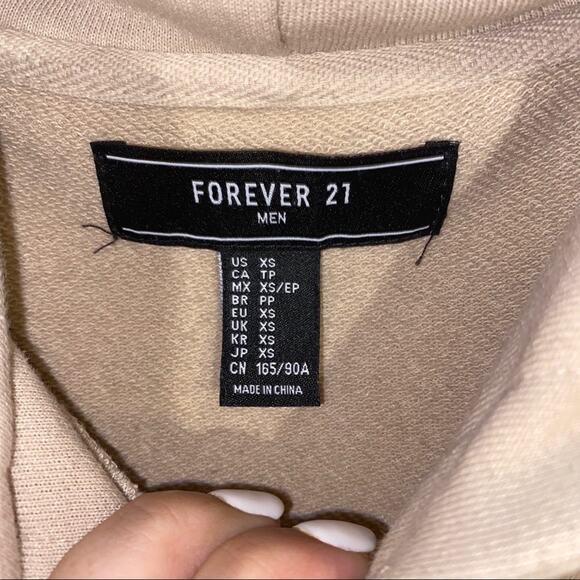 FOREVER 21
MEN
US XS
CA TP
MX XS/EP
BR PP
EU XS
UK XS
KR XS
JP XS
CN 165/90A
MADE IN CHINA